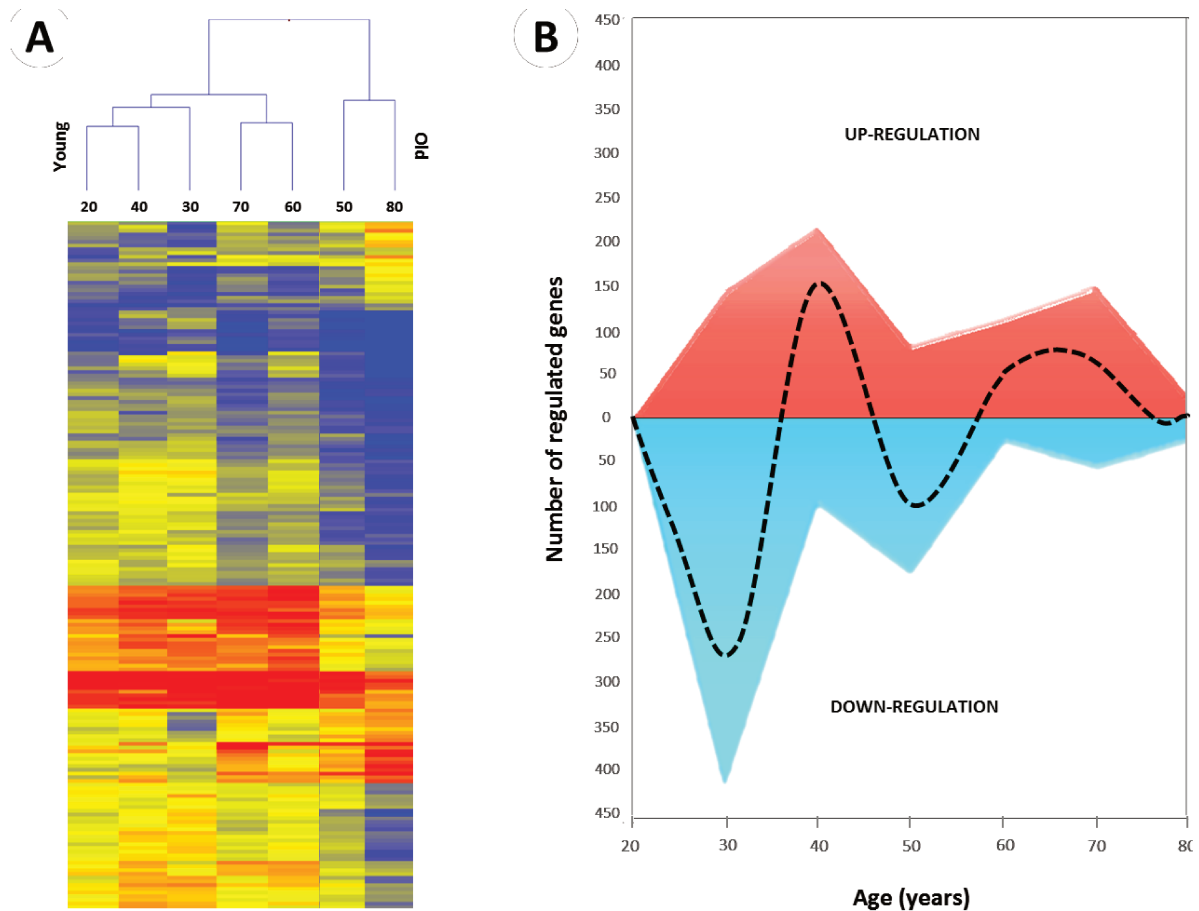 A
Young
Old
20 40 30 70 60 50 80
B
Number of regulated genes
450
400
350
300
250
200
150
100
50
0
50
100
150
200
250
300
350
400
450
UP-REGULATION
DOWN-REGULATION
20 30 40 50 60 70 80
Age (years)